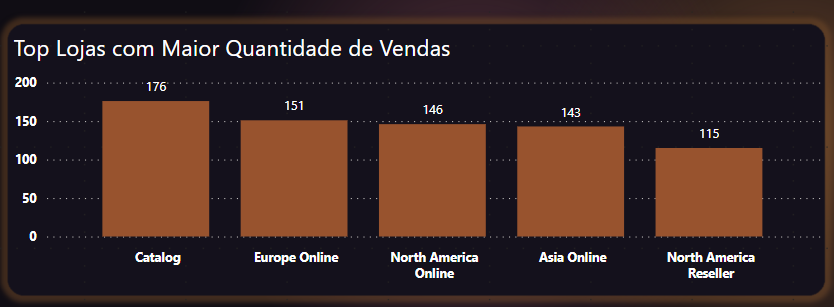 Top Lojas com Maior Quantidade de Vendas
200
150
100
50
0
176
151
146
143
115
Catalog
Europe Online
North America
Online
Asia Online
North America
Reseller